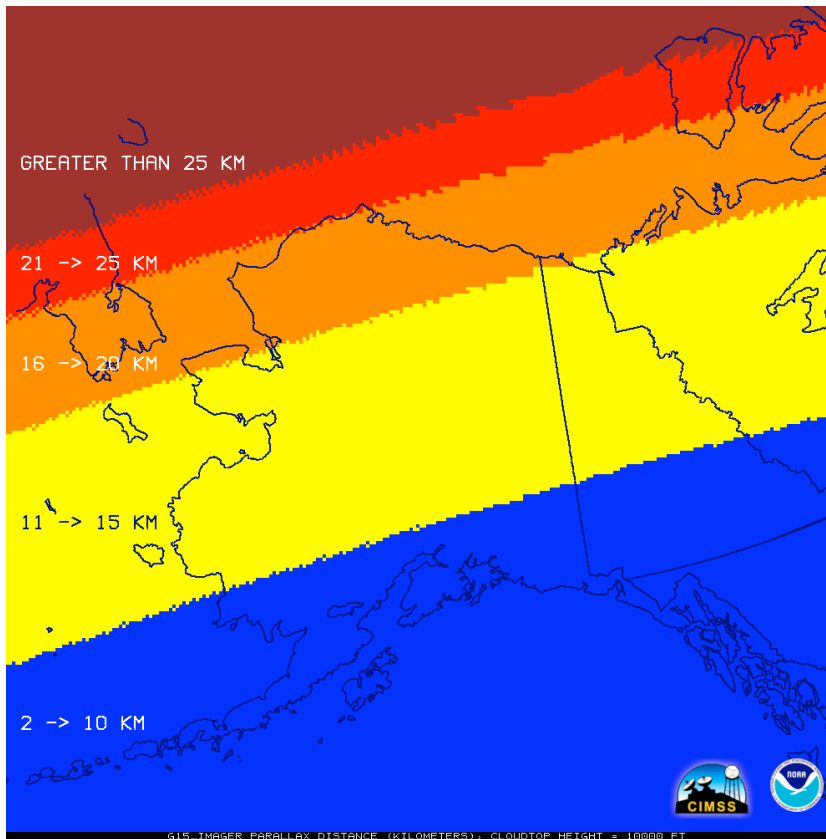 GREATER THAN 25 KM
21 -> 25 KM
16 -> 20 KM
11 -> 15 KM
2 -> 10 KM
CIMSS
NOAA
G15 IMAGER PARALLAX DISTANCE (KILOMETERS), CLOUDTOP HEIGHT = 10000 FT